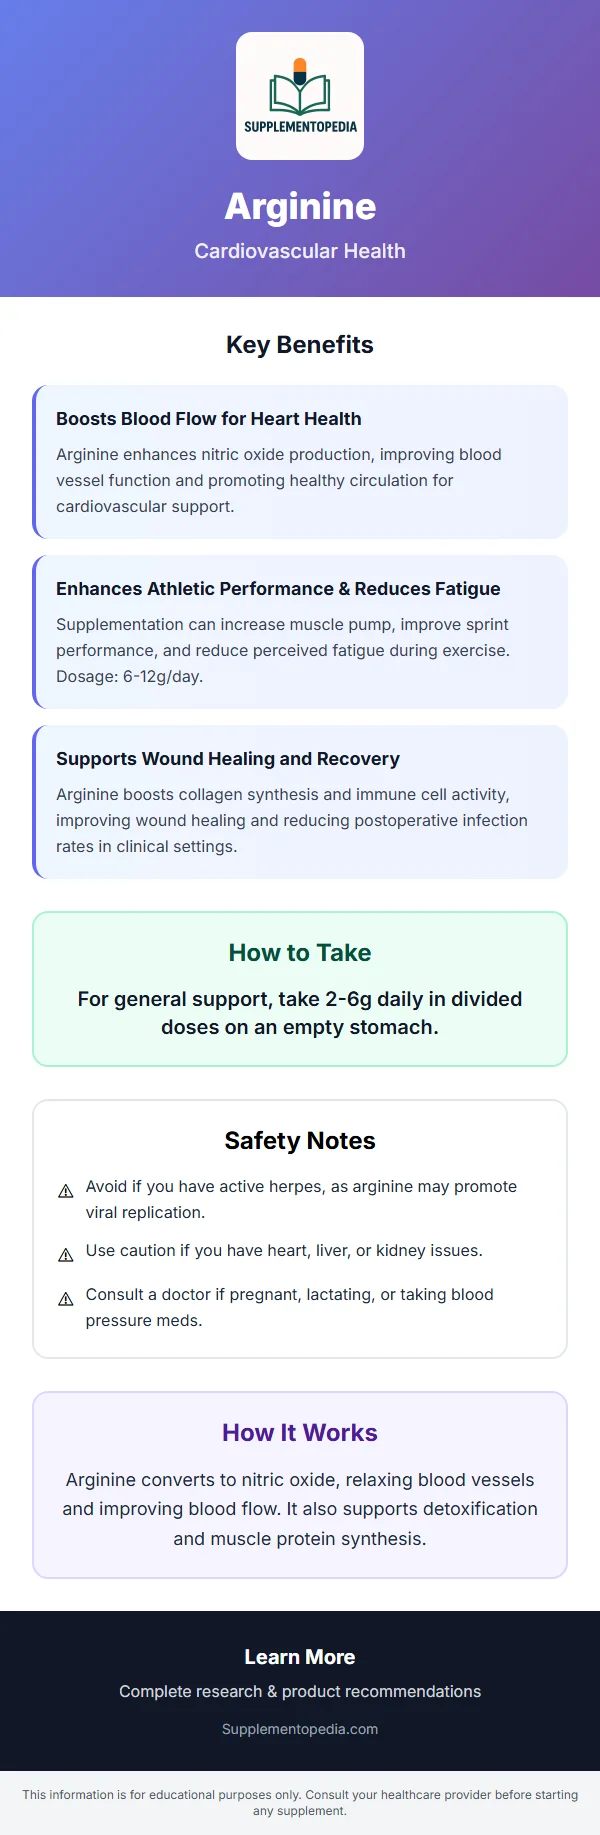 SUPPLEMENTOPEDIA
Arginine
Cardiovascular Health
Key Benefits
Boosts Blood Flow for Heart Health
Arginine enhances nitric oxide production, improving blood
vessel function and promoting healthy circulation for
cardiovascular support.
Enhances Athletic Performance & Reduces Fatigue
Supplementation can increase muscle pump, improve sprint
performance, and reduce perceived fatigue during exercise.
Dosage: 6-12g/day.
Supports Wound Healing and Recovery
Arginine boosts collagen synthesis and immune cell activity,
improving wound healing and reducing postoperative infection
rates in clinical settings.
How to Take
For general support, take 2-6g daily in divided
doses on an empty stomach.
Safety Notes
⚠ Avoid if you have active herpes, as arginine may promote
viral replication.
⚠ Use caution if you have heart, liver, or kidney issues.
⚠ Consult a doctor if pregnant, lactating, or taking blood
pressure meds.
How It Works
Arginine converts to nitric oxide, relaxing blood vessels
and improving blood flow. It also supports detoxification
and muscle protein synthesis.
Learn More
Complete research & product recommendations
Supplementopedia.com
This information is for educational purposes only. Consult your healthcare provider before starting
any supplement.